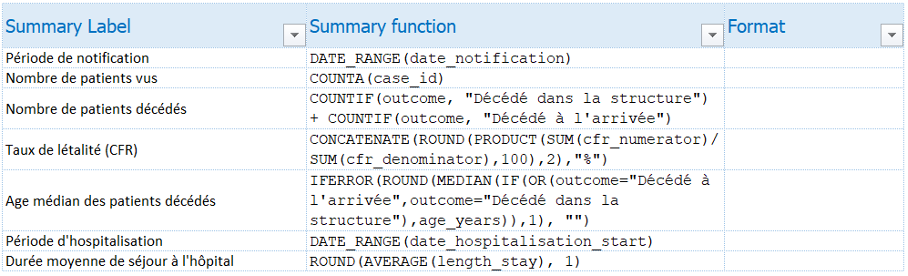 Summary Label Summary function Format
Période de notification DATE_RANGE(date_notification)
Nombre de patients vus COUNTA(case_id)
Nombre de patients décédés COUNTIF(outcome, "Décédé dans la structure")
+ COUNTIF(outcome, "Décédé à l'arrivée")
Taux de létalité (CFR) CONCATENATE(ROUND(PRODUCT(SUM(cfr_numerator)/
SUM(cfr_denominator),100),2),"%")
Age médian des patients décédés IFERROR(ROUND(MEDIAN(IF(OR(outcome="Décédé à
l'arrivée",outcome="Décédé dans la
structure"),age_years)),1), "")
Période d'hospitalisation DATE_RANGE(date_hospitalisation_start)
Durée moyenne de séjour à l'hôpital ROUND(AVERAGE(length_stay), 1)